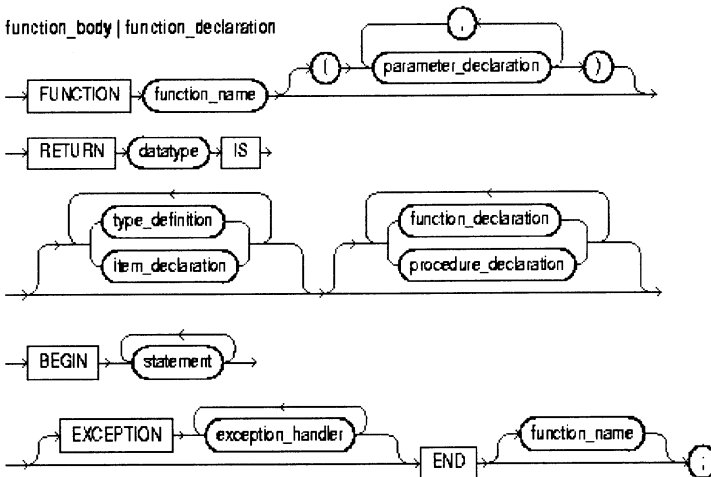 function_body | function_declaration
,
( parameter_declaration )
FUNCTION function_name
RETURN datatype IS
type_definition function_declaration
item_declaration procedure_declaration
BEGIN statement
EXCEPTION exception_handler function_name
END ;